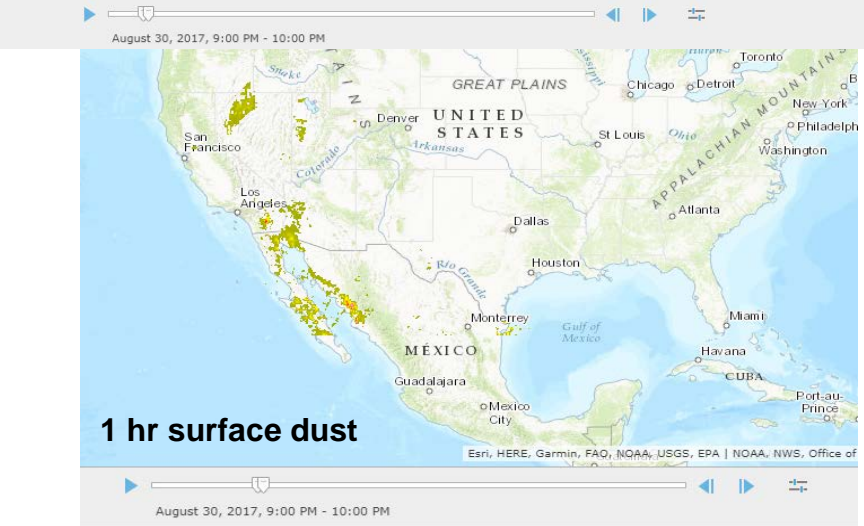 August 30, 2017, 9:00 PM - 10:00 PM
Toronto
Snake
GREAT PLAINS
Chicago
Detroit
New York
Denver
UNITED
STATES
San
Francisco
St Louis
Ohio
Philadelph
Arkansas
Washington
Colorado
APPALACHIAN MOUNTAINS
Los
Angeles
Atlanta
Dallas
Río Grande
Houston
Monterrey
Gulf of
Mexico
Miami
MÉXICO
Havana
CUBA
Guadalajara
Port-au-
Prince
Mexico
City
1 hr surface dust
Esri, HERE, Garmin, FAO, NOAA, USGS, EPA | NOAA, NWS, Office of
August 30, 2017, 9:00 PM - 10:00 PM